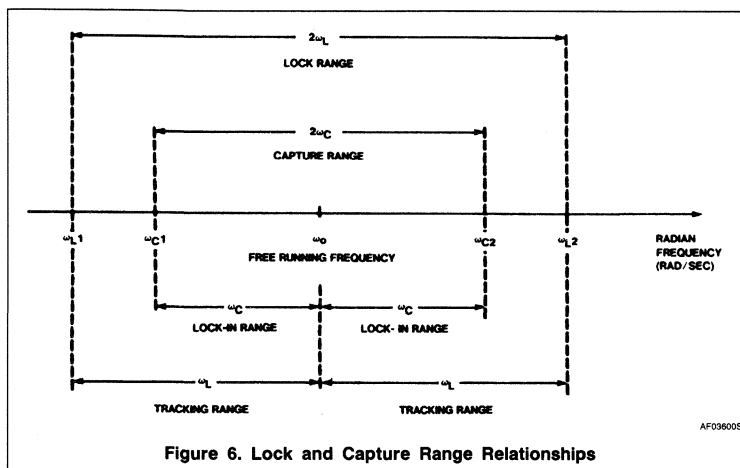 2ωL
LOCK RANGE
2ωC
CAPTURE RANGE
ωL1
ωC1
ωo
ωC2
ωL2
RADIAN
FREQUENCY
(RAD/SEC)
FREE RUNNING FREQUENCY
ωC
ωC
LOCK-IN RANGE
LOCK- IN RANGE
ωL
ωL
TRACKING RANGE
TRACKING RANGE
AF03600S
Figure 6. Lock and Capture Range Relationships